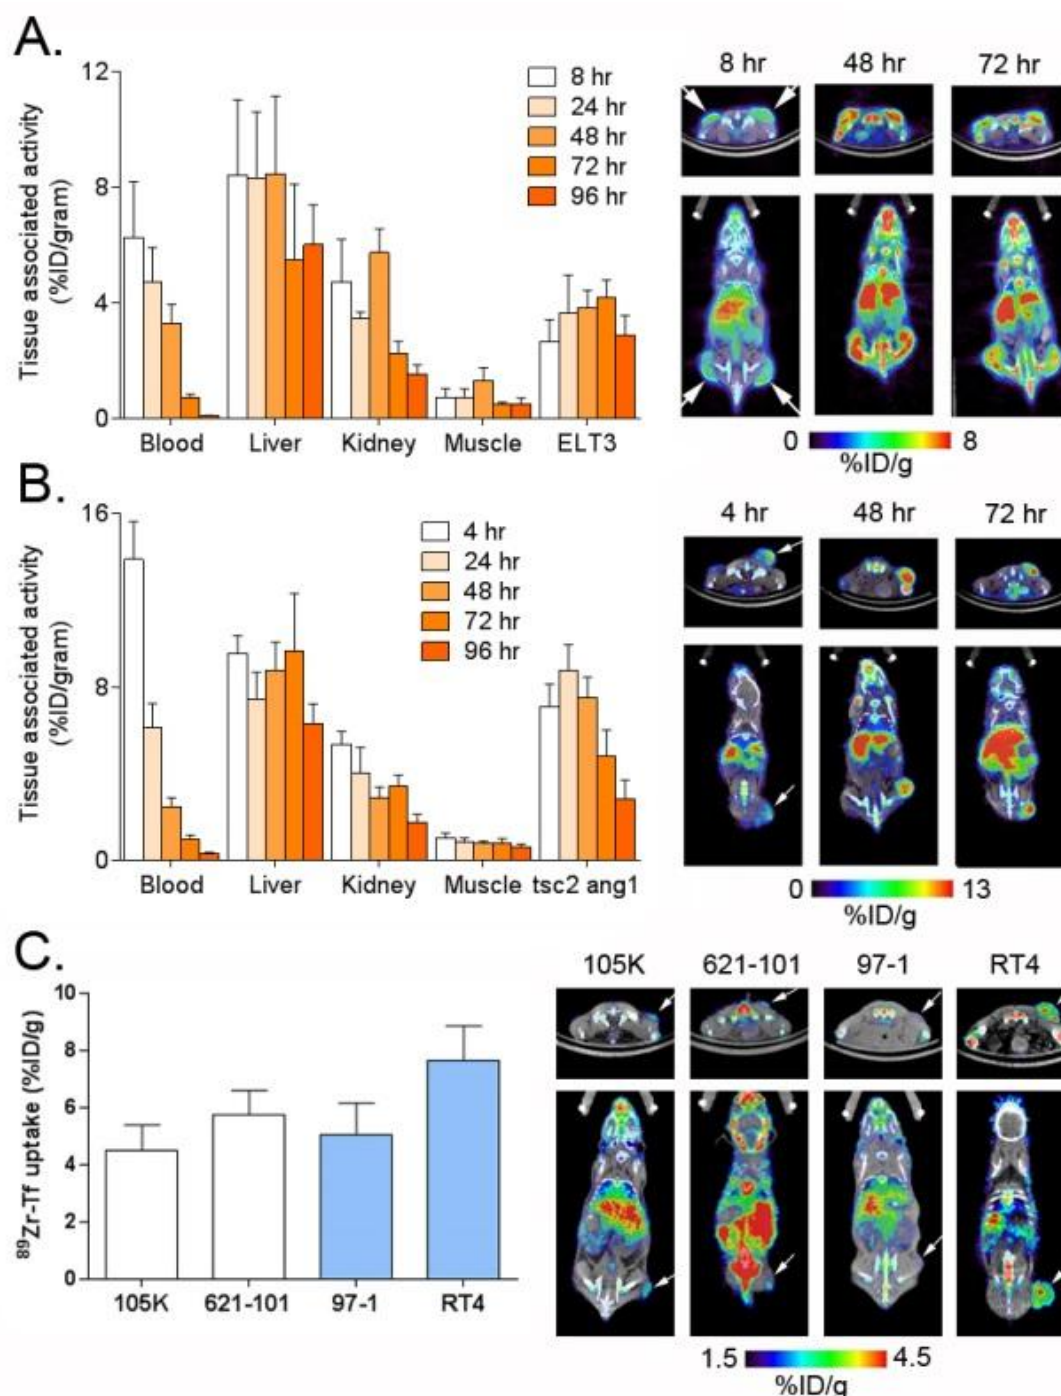 A.
Tissue associated activity
(%ID/gram)
12
8
4
0
Blood Liver Kidney Muscle ELT3
8 hr
24 hr
48 hr
72 hr
96 hr
8 hr 48 hr 72 hr
0 8
%ID/g
B.
Tissue associated activity
(%ID/gram)
16
8
0
Blood Liver Kidney Muscle tsc2 ang1
4 hr
24 hr
48 hr
72 hr
96 hr
4 hr 48 hr 72 hr
0 13
%ID/g
C.
⁸⁹Zr-Tf uptake (%ID/g)
10
8
6
4
2
0
105K 621-101 97-1 RT4
105K 621-101 97-1 RT4
1.5 4.5
%ID/g